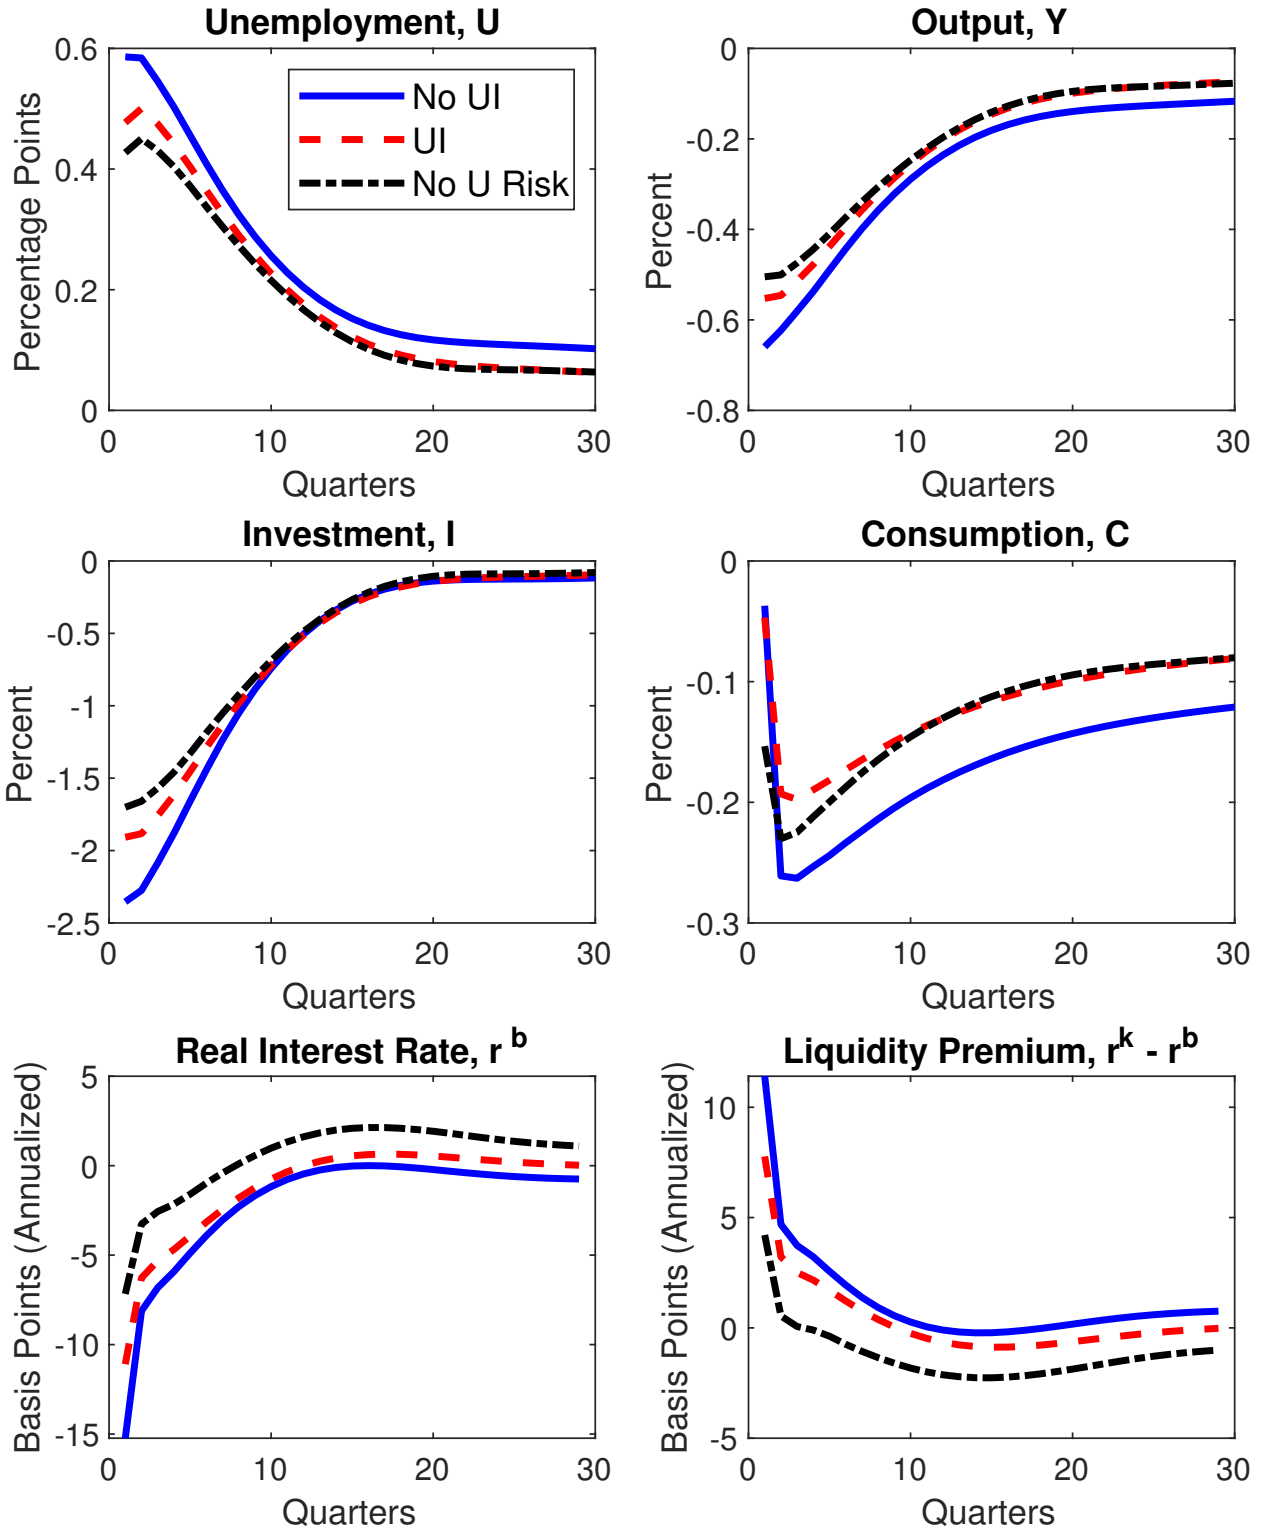 Unemployment, U
0.6
0.4
0.2
0
Percentage Points
No UI
UI
No U Risk
0 10 20 30
Quarters
Output, Y
0
-0.2
-0.4
-0.6
-0.8
Percent
0 10 20 30
Quarters
Investment, I
0
-0.5
-1
-1.5
-2
-2.5
Percent
0 10 20 30
Quarters
Consumption, C
0
-0.1
-0.2
-0.3
Percent
0 10 20 30
Quarters
Real Interest Rate, r^b
5
0
-5
-10
-15
Basis Points (Annualized)
0 10 20 30
Quarters
Liquidity Premium, r^k - r^b
10
5
0
-5
Basis Points (Annualized)
0 10 20 30
Quarters